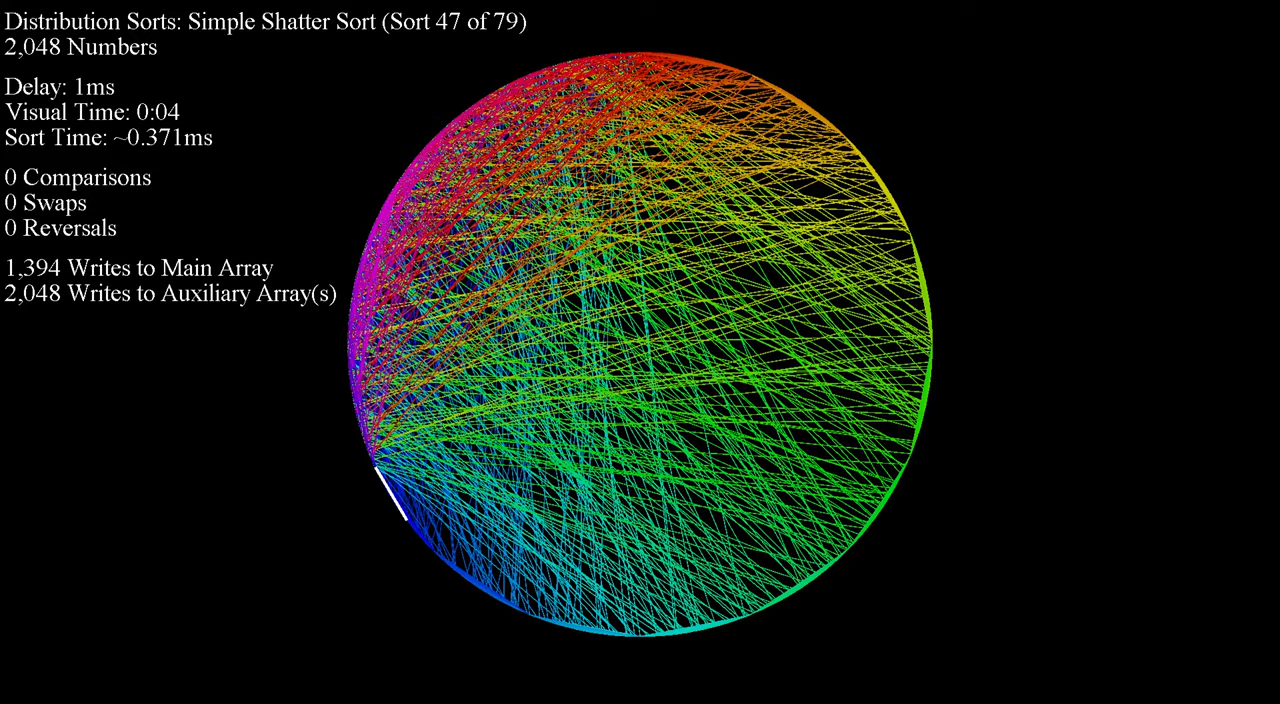 Distribution Sorts: Simple Shatter Sort (Sort 47 of 79)
2,048 Numbers
Delay: 1ms
Visual Time: 0:04
Sort Time: ~0.371ms
0 Comparisons
0 Swaps
0 Reversals
1,394 Writes to Main Array
2,048 Writes to Auxiliary Array(s)